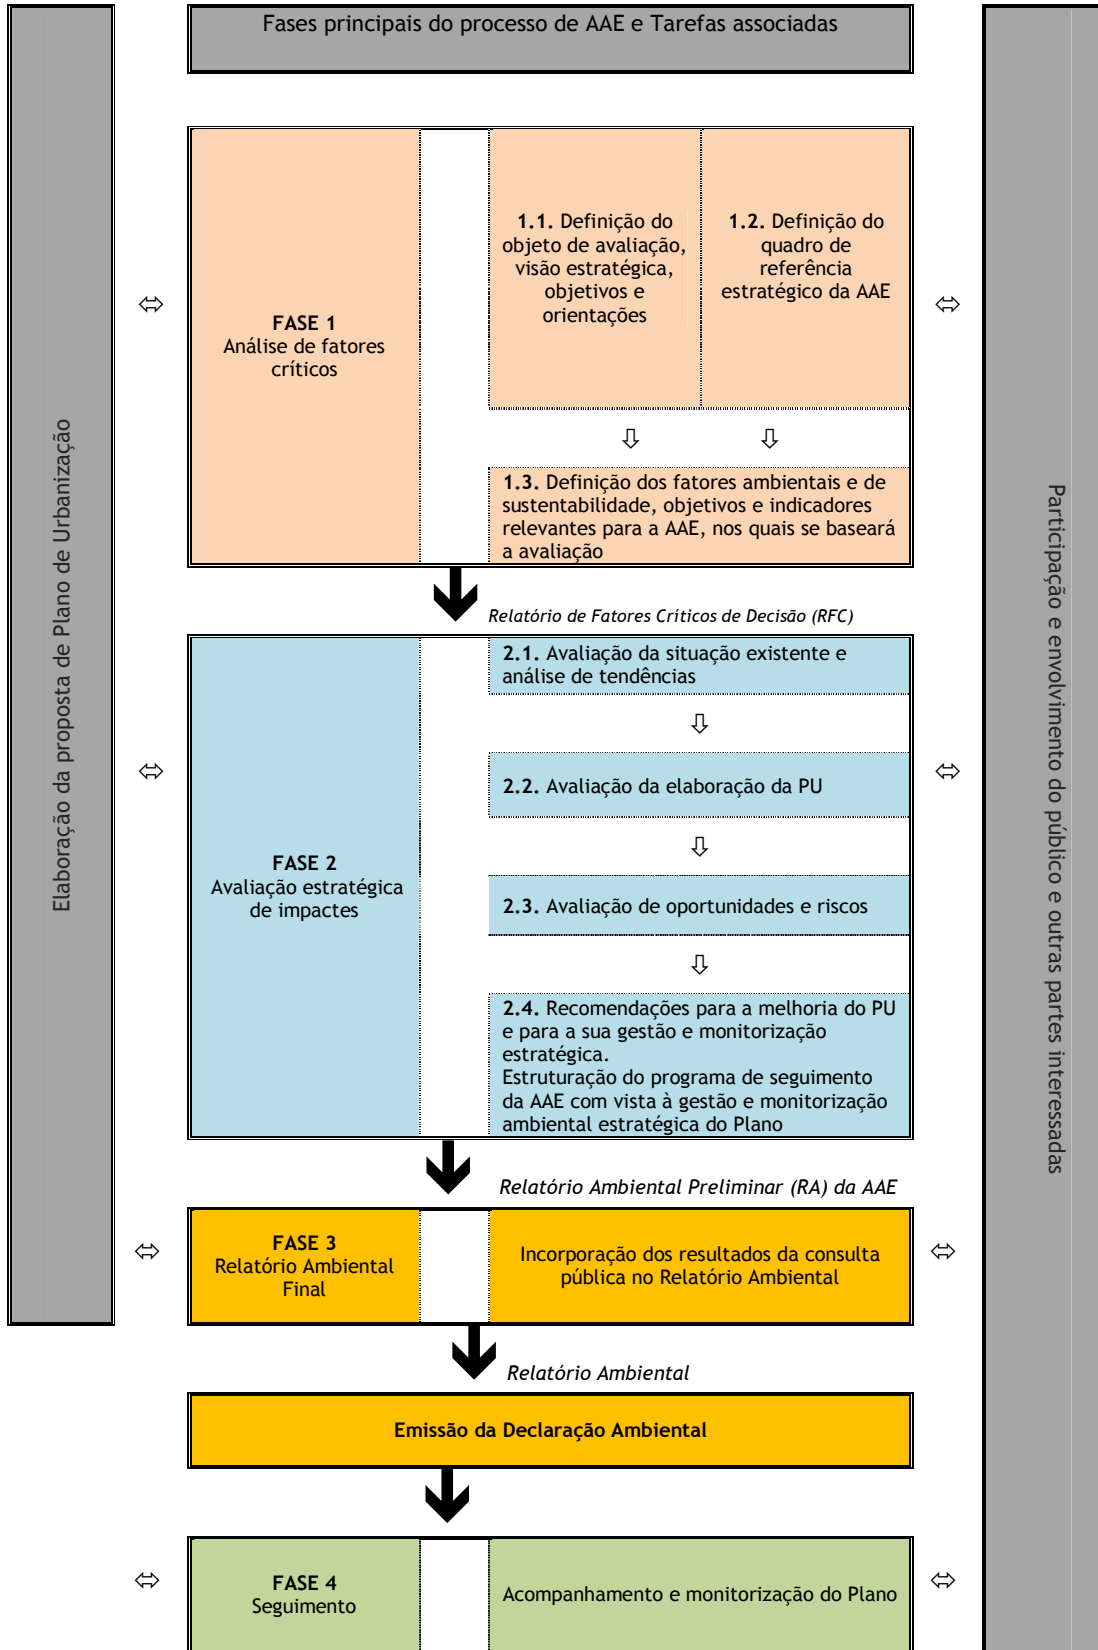 Fases principais do processo de AAE e Tarefas associadas
Elaboração da proposta de Plano de Urbanização
FASE 1
Análise de fatores
críticos
1.1. Definição do
objeto de avaliação,
visão estratégica,
objetivos e
orientações
1.2. Definição do
quadro de
referência
estratégico da AAE
1.3. Definição dos fatores ambientais e de
sustentabilidade, objetivos e indicadores
relevantes para a AAE, nos quais se baseará
a avaliação
Relatório de Fatores Críticos de Decisão (RFC)
FASE 2
Avaliação estratégica
de impactes
2.1. Avaliação da situação existente e
análise de tendências
2.2. Avaliação da elaboração da PU
2.3. Avaliação de oportunidades e riscos
2.4. Recomendações para a melhoria do PU
e para a sua gestão e monitorização
estratégica.
Estruturação do programa de seguimento
da AAE com vista à gestão e monitorização
ambiental estratégica do Plano
Relatório Ambiental Preliminar (RA) da AAE
FASE 3
Relatório Ambiental
Final
Incorporação dos resultados da consulta
pública no Relatório Ambiental
Relatório Ambiental
Emissão da Declaração Ambiental
FASE 4
Seguimento
Acompanhamento e monitorização do Plano
Participação e envolvimento do público e outras partes interessadas